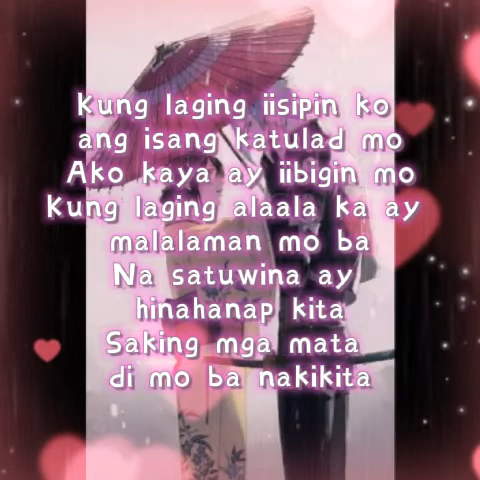 Kung laging iisipin ko
ang isang katulad mo
Ako kaya ay iibigin mo
Kung laging alaala ka ay
malalaman mo ba
Na satuwina ay
hinahanap kita
Saking mga mata
di mo ba nakikita